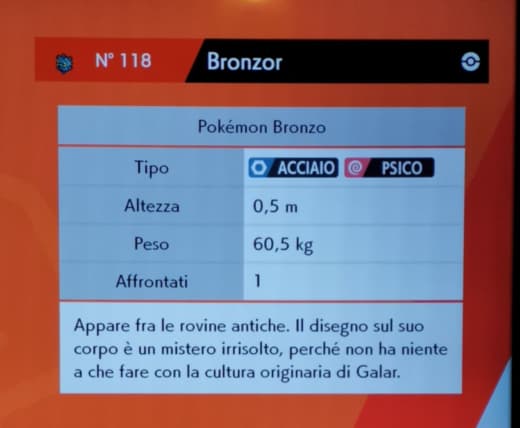 N° 118 Bronzor
Pokémon Bronzo
Tipo ACCIAIO PSICO
Altezza 0,5 m
Peso 60,5 kg
Affrontati 1
Appare fra le rovine antiche. Il disegno sul suo
corpo è un mistero irrisolto, perché non ha niente
a che fare con la cultura originaria di Galar.